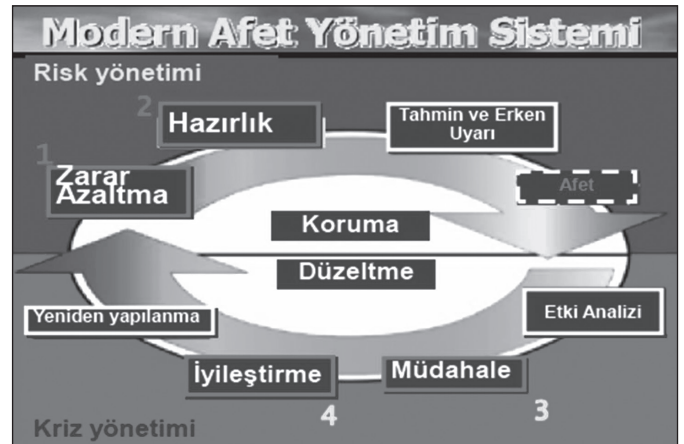 Modern Afet Yönetim Sistemi
Risk yönetimi
2
Hazırlık
Tahmin ve Erken
Uyarı
1
Zarar
Azaltma
Afet
Koruma
Düzeltme
Yeniden yapılanma
Etki Analizi
İyileştirme
Müdahale
4
3
Kriz yönetimi